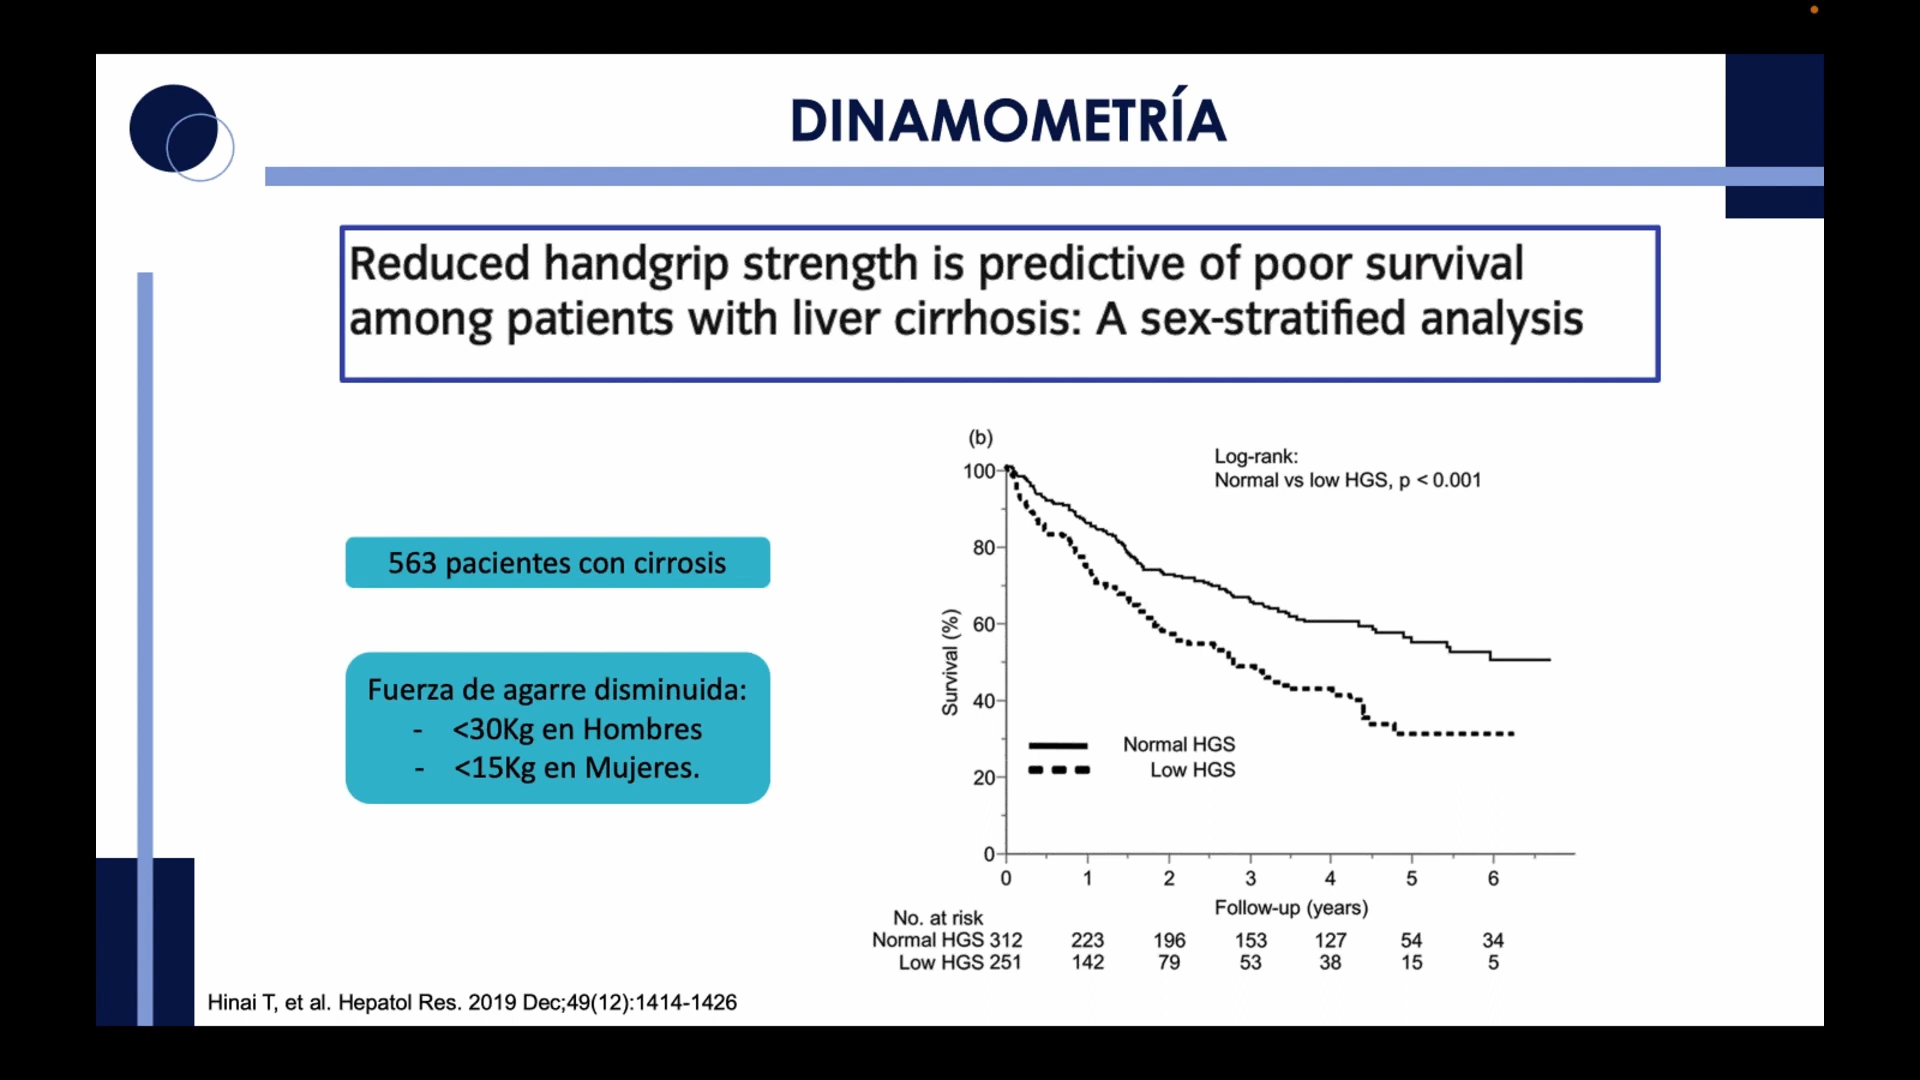 DINAMOMETRÍA
Reduced handgrip strength is predictive of poor survival
among patients with liver cirrhosis: A sex-stratified analysis
563 pacientes con cirrosis
Fuerza de agarre disminuida:
- <30Kg en Hombres
- <15Kg en Mujeres.
(b)
Log-rank:
Normal vs low HGS, p < 0.001
100
80
60
40
20
0
Survival (%)
Normal HGS
Low HGS
0 1 2 3 4 5 6
Follow-up (years)
No. at risk
Normal HGS 312 223 196 153 127 54 34
Low HGS 251 142 79 53 38 15 5
Hinai T, et al. Hepatol Res. 2019 Dec;49(12):1414-1426